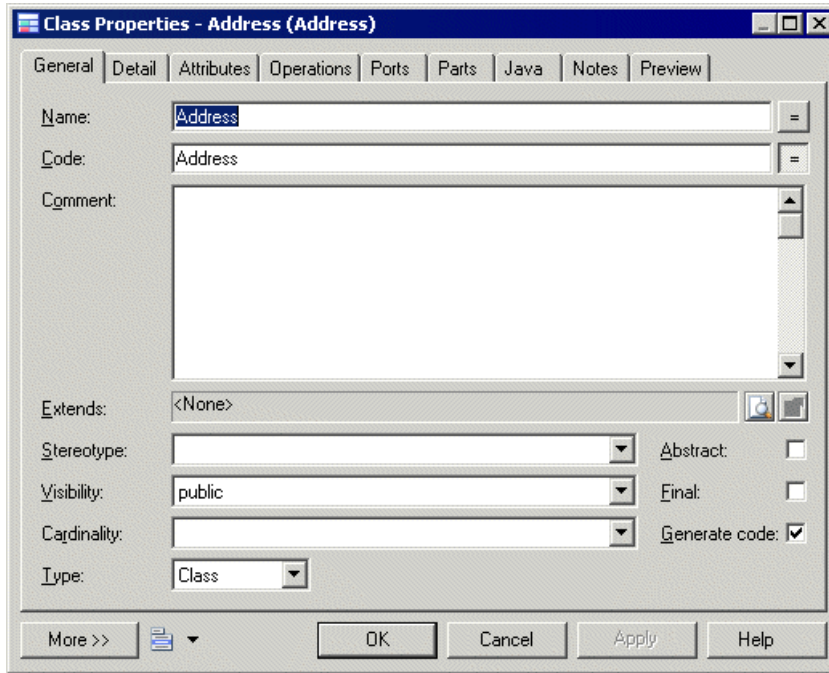 Class Properties - Address (Address)
General Detail Attributes Operations Ports Parts Java Notes Preview
Name: Address =
Code: Address =
Comment:
Extends: <None>
Stereotype: Abstract:
Visibility: public Final:
Cardinality: Generate code:
Type: Class
More >> OK Cancel Apply Help